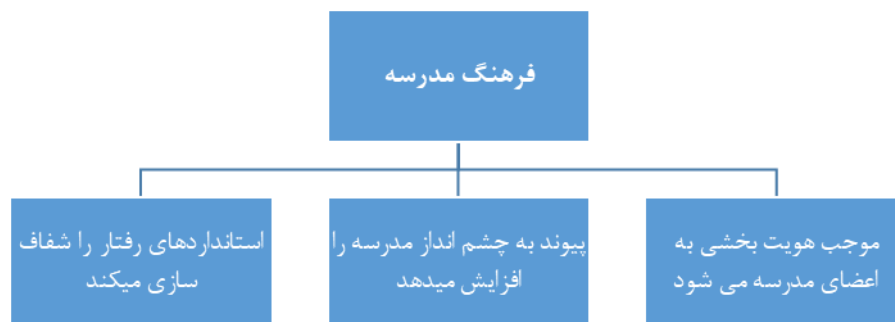 فرهنگ مدرسه
موجب هویت بخشی به
اعضای مدرسه می شود
پیوند به چشم انداز مدرسه را
افزایش میدهد
استانداردهای رفتار را شفاف
سازی میکند